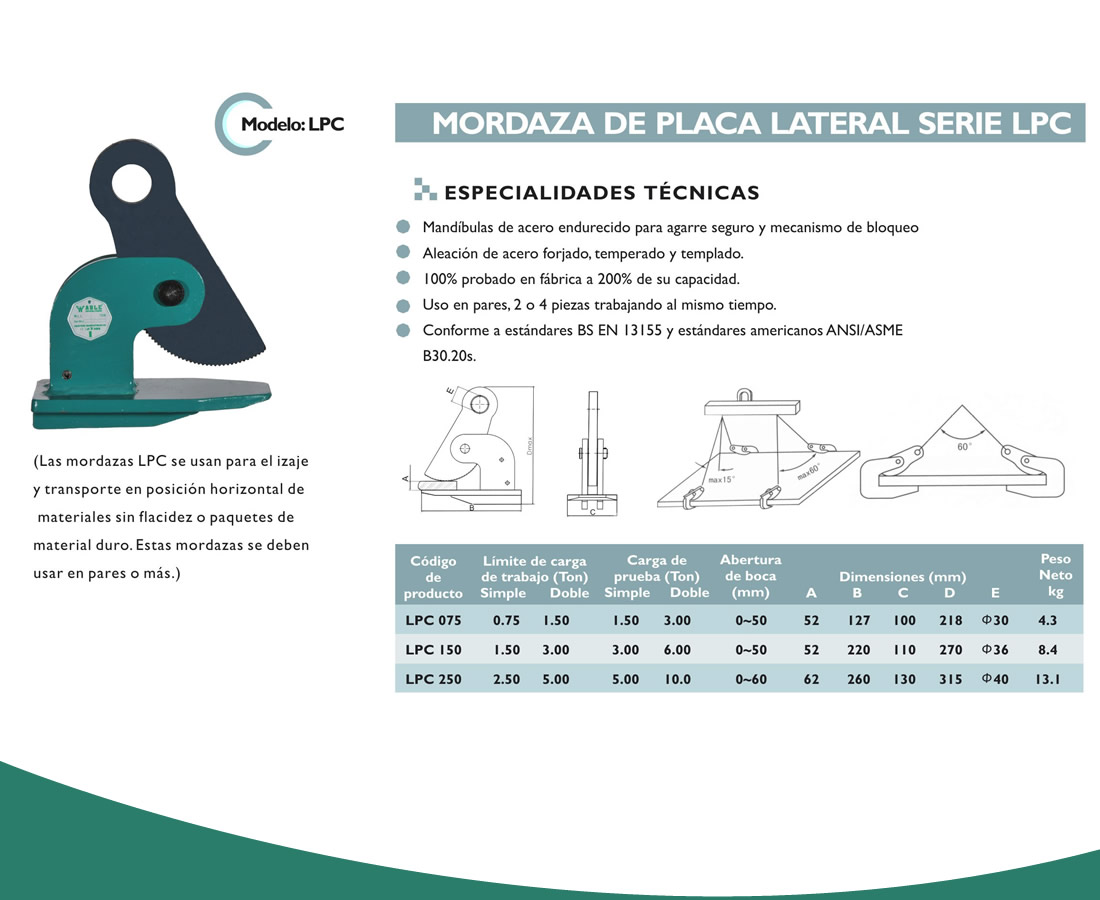 Modelo: LPC
MORDAZA DE PLACA LATERAL SERIE LPC
ESPECIALIDADES TÉCNICAS
Mandíbulas de acero endurecido para agarre seguro y mecanismo de bloqueo
Aleación de acero forjado, temperado y templado.
100% probado en fábrica a 200% de su capacidad.
Uso en pares, 2 o 4 piezas trabajando al mismo tiempo.
Conforme a estándares BS EN 13155 y estándares americanos ANSI/ASME
B30.20s.
(Las mordazas LPC se usan para el izaje
y transporte en posición horizontal de
materiales sin flacidez o paquetes de
material duro. Estas mordazas se deben
usar en pares o más.)
E
Dmax
A
B
C
max15°
max60°
60°
Código de producto
Límite de carga de trabajo (Ton) Simple Doble
Carga de prueba (Ton) Simple Doble
Abertura de boca (mm)
Dimensiones (mm)
A B C D E
Peso Neto kg
LPC 075 0.75 1.50 1.50 3.00 0~50 52 127 100 218 Φ30 4.3
LPC 150 1.50 3.00 3.00 6.00 0~50 52 220 110 270 Φ36 8.4
LPC 250 2.50 5.00 5.00 10.0 0~60 62 260 130 315 Φ40 13.1